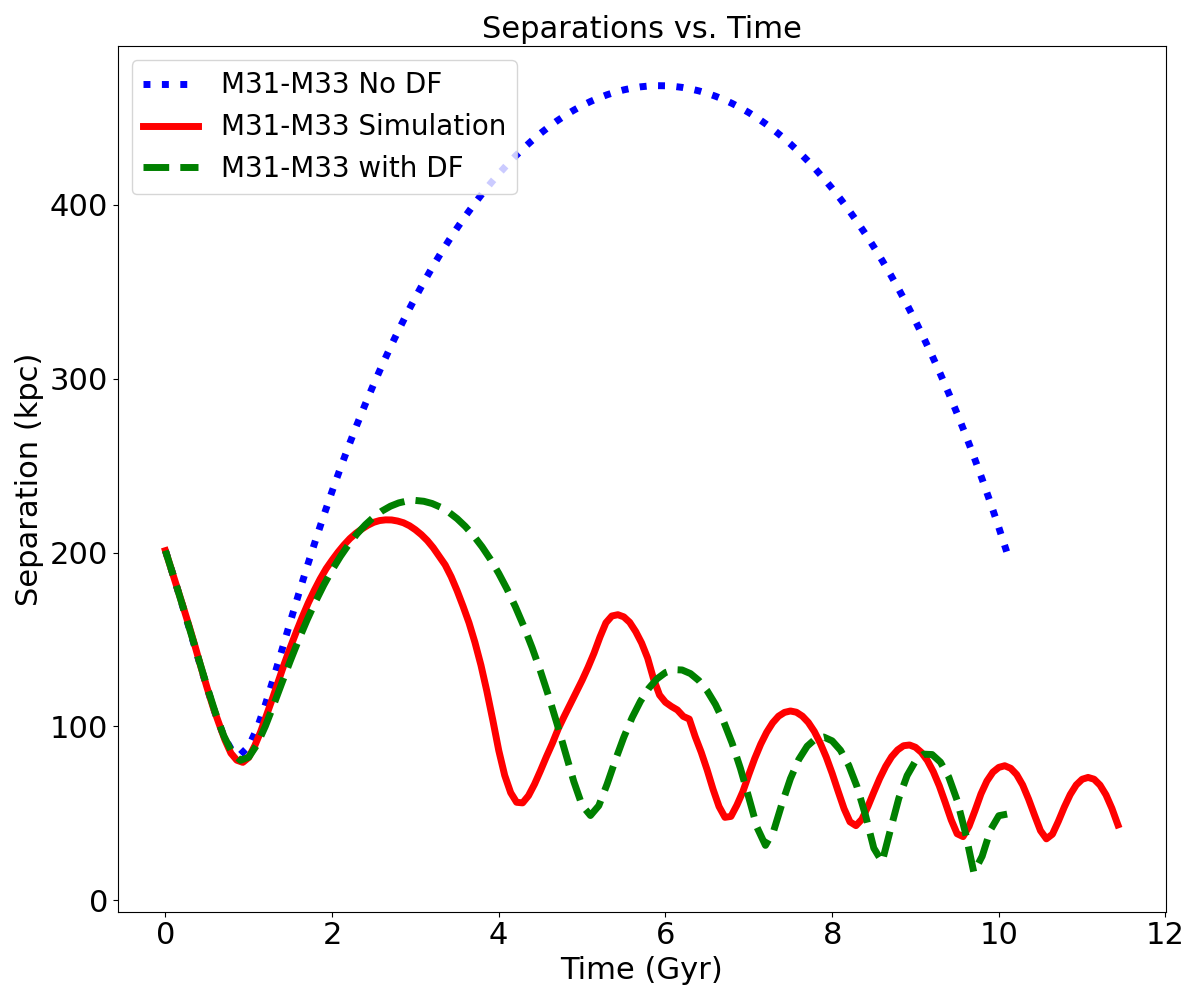 Separations vs. Time
M31-M33 No DF
M31-M33 Simulation
M31-M33 with DF
Separation (kpc)
400
300
200
100
0
0 2 4 6 8 10 12
Time (Gyr)